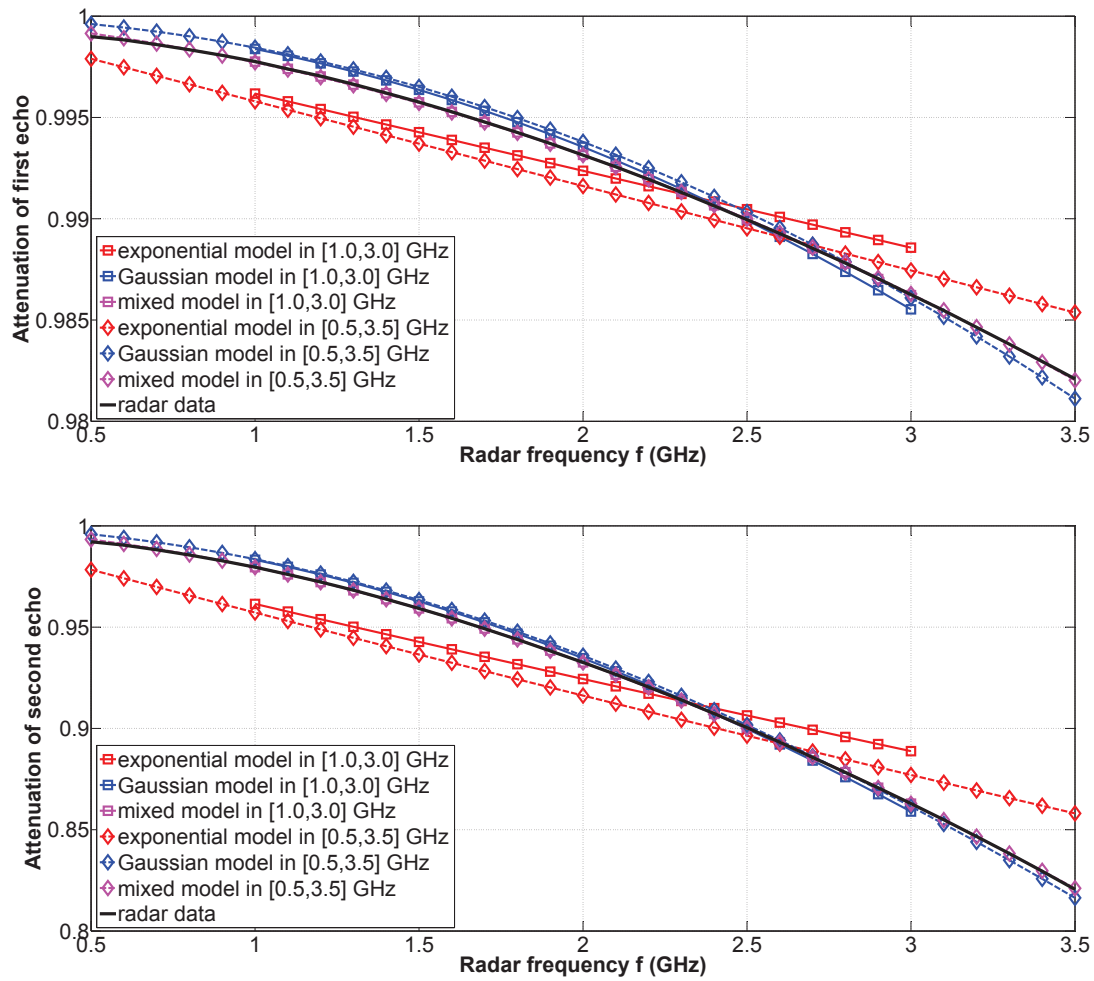 1
0.995
0.99
0.985
0.98
Attenuation of first echo
exponential model in [1.0,3.0] GHz
Gaussian model in [1.0,3.0] GHz
mixed model in [1.0,3.0] GHz
exponential model in [0.5,3.5] GHz
Gaussian model in [0.5,3.5] GHz
mixed model in [0.5,3.5] GHz
radar data
0.5 1 1.5 2 2.5 3 3.5
Radar frequency f (GHz)
1
0.95
0.9
0.85
0.8
Attenuation of second echo
exponential model in [1.0,3.0] GHz
Gaussian model in [1.0,3.0] GHz
mixed model in [1.0,3.0] GHz
exponential model in [0.5,3.5] GHz
Gaussian model in [0.5,3.5] GHz
mixed model in [0.5,3.5] GHz
radar data
0.5 1 1.5 2 2.5 3 3.5
Radar frequency f (GHz)